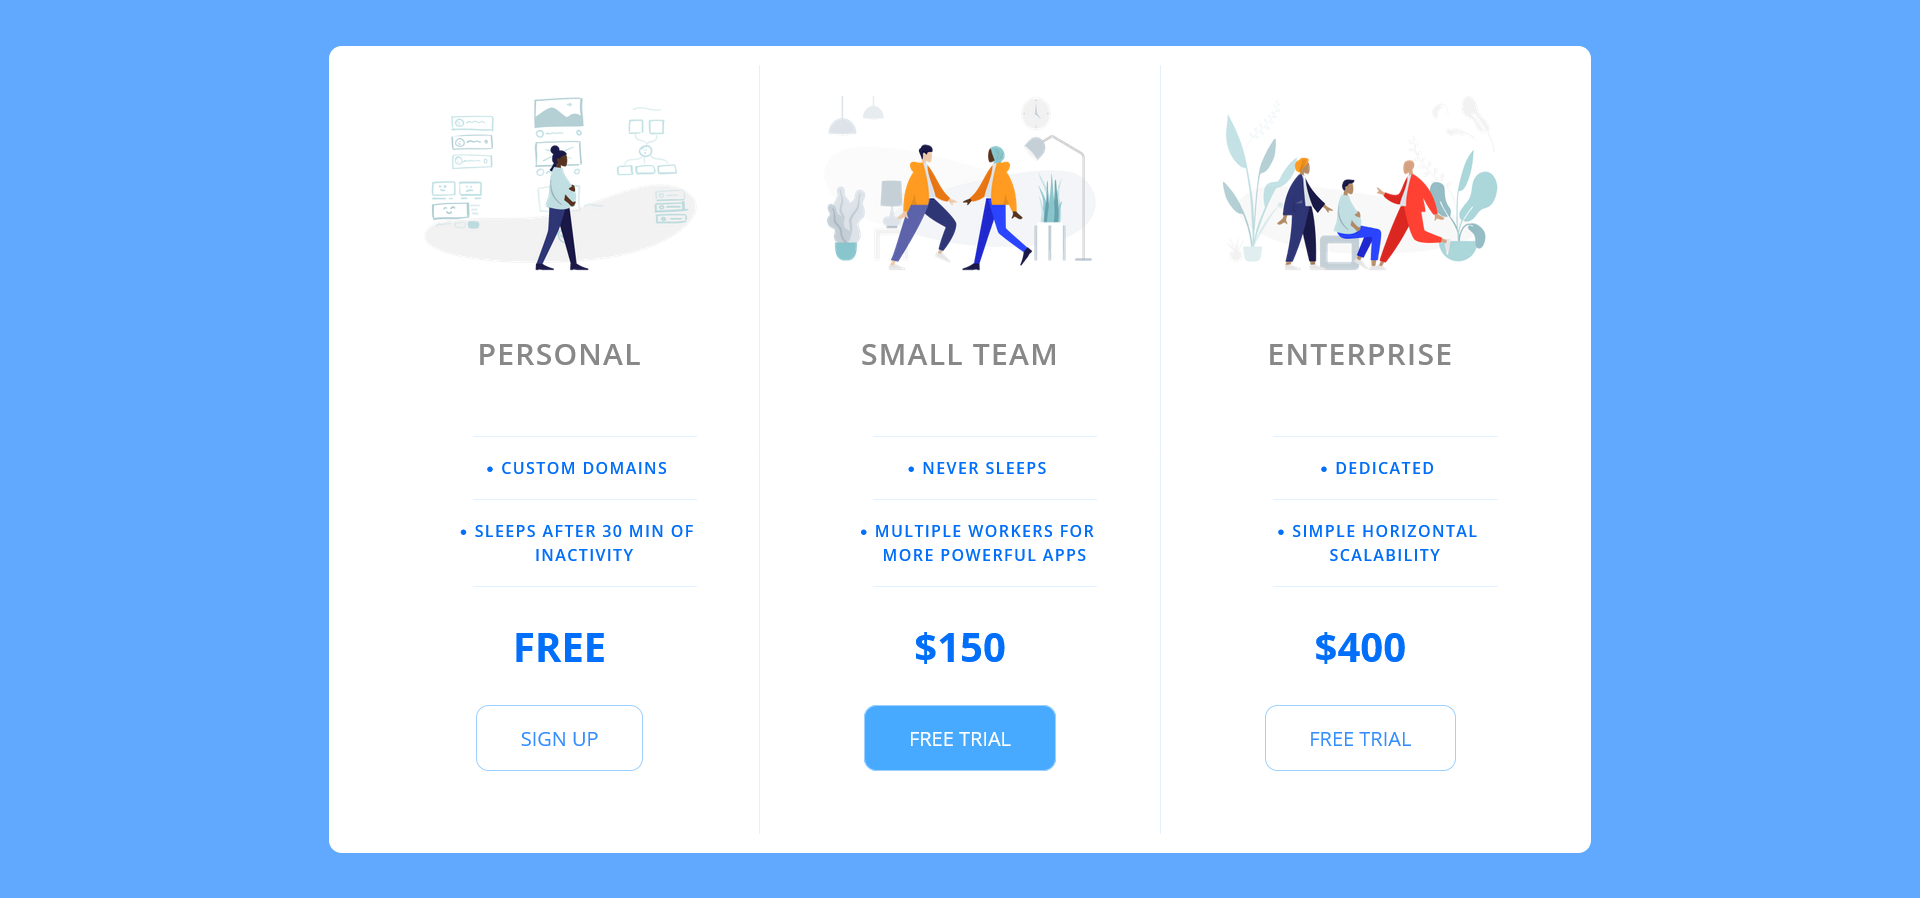 PERSONAL
• CUSTOM DOMAINS
• SLEEPS AFTER 30 MIN OF
INACTIVITY
FREE
SIGN UP
SMALL TEAM
• NEVER SLEEPS
• MULTIPLE WORKERS FOR
MORE POWERFUL APPS
$150
FREE TRIAL
ENTERPRISE
• DEDICATED
• SIMPLE HORIZONTAL
SCALABILITY
$400
FREE TRIAL